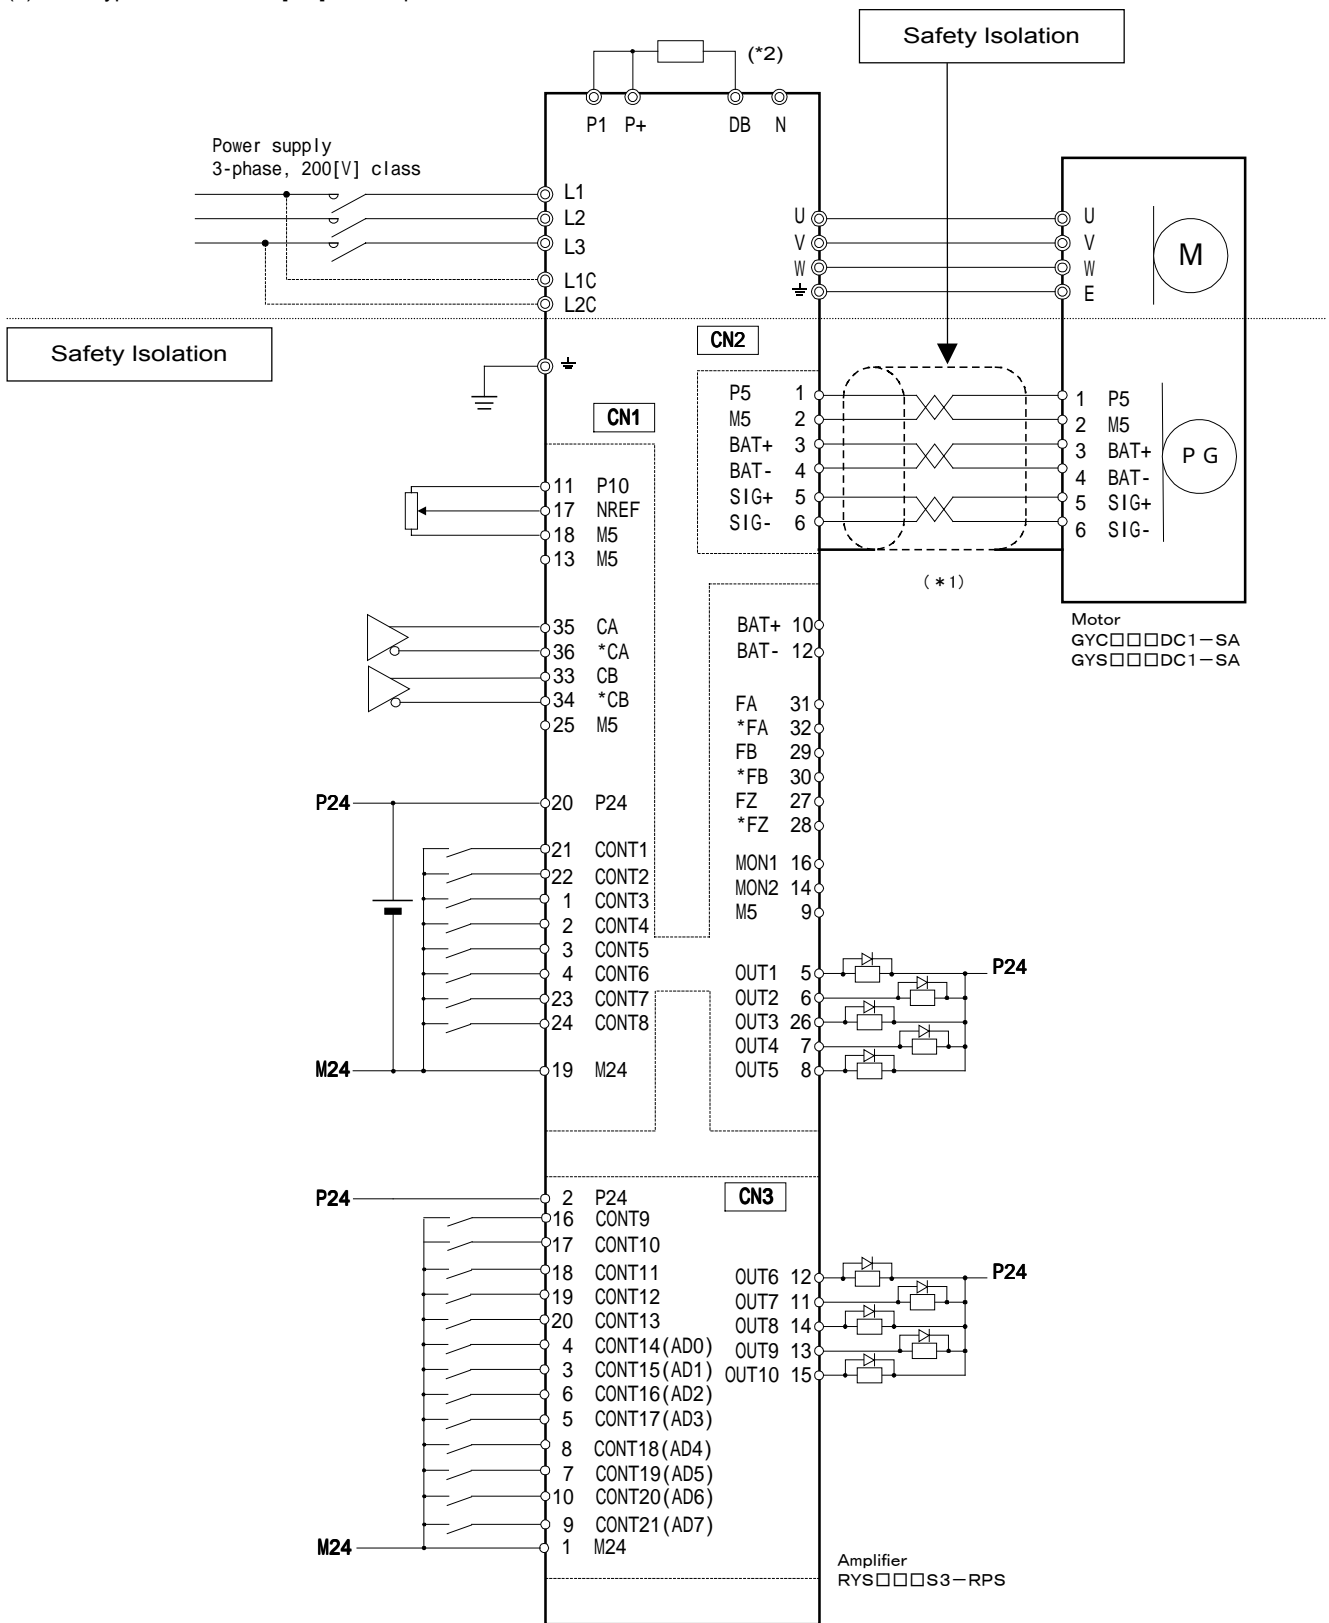 Safety Isolation
(*2)
P1 P+ DB N
Power supply
3-phase, 200[V] class
L1
L2
L3
L1C
L2C
U
V
W
U
V
W
E
M
Safety Isolation
CN2
CN1
P5 1
M5 2
BAT+ 3
BAT- 4
SIG+ 5
SIG- 6
1 P5
2 M5
3 BAT+
4 BAT-
5 SIG+
6 SIG-
PG
(*1)
Motor
GYC□□□DC1-SA
GYS□□□DC1-SA
11 P10
17 NREF
18 M5
13 M5
35 CA
36 *CA
33 CB
34 *CB
25 M5
BAT+ 10
BAT- 12
FA 31
*FA 32
FB 29
*FB 30
FZ 27
*FZ 28
MON1 16
MON2 14
M5 9
P24
20 P24
21 CONT1
22 CONT2
1 CONT3
2 CONT4
3 CONT5
4 CONT6
23 CONT7
24 CONT8
M24
19 M24
OUT1 5
OUT2 6
OUT3 26
OUT4 7
OUT5 8
P24
P24
2 P24
CN3
16 CONT9
17 CONT10
18 CONT11
19 CONT12
20 CONT13
4 CONT14(AD0)
3 CONT15(AD1)
6 CONT16(AD2)
5 CONT17(AD3)
8 CONT18(AD4)
7 CONT19(AD5)
10 CONT20(AD6)
9 CONT21(AD7)
M24
1 M24
OUT6 12
OUT7 11
OUT8 14
OUT9 13
OUT10 15
P24
Amplifier
RYS□□□S3-RPS